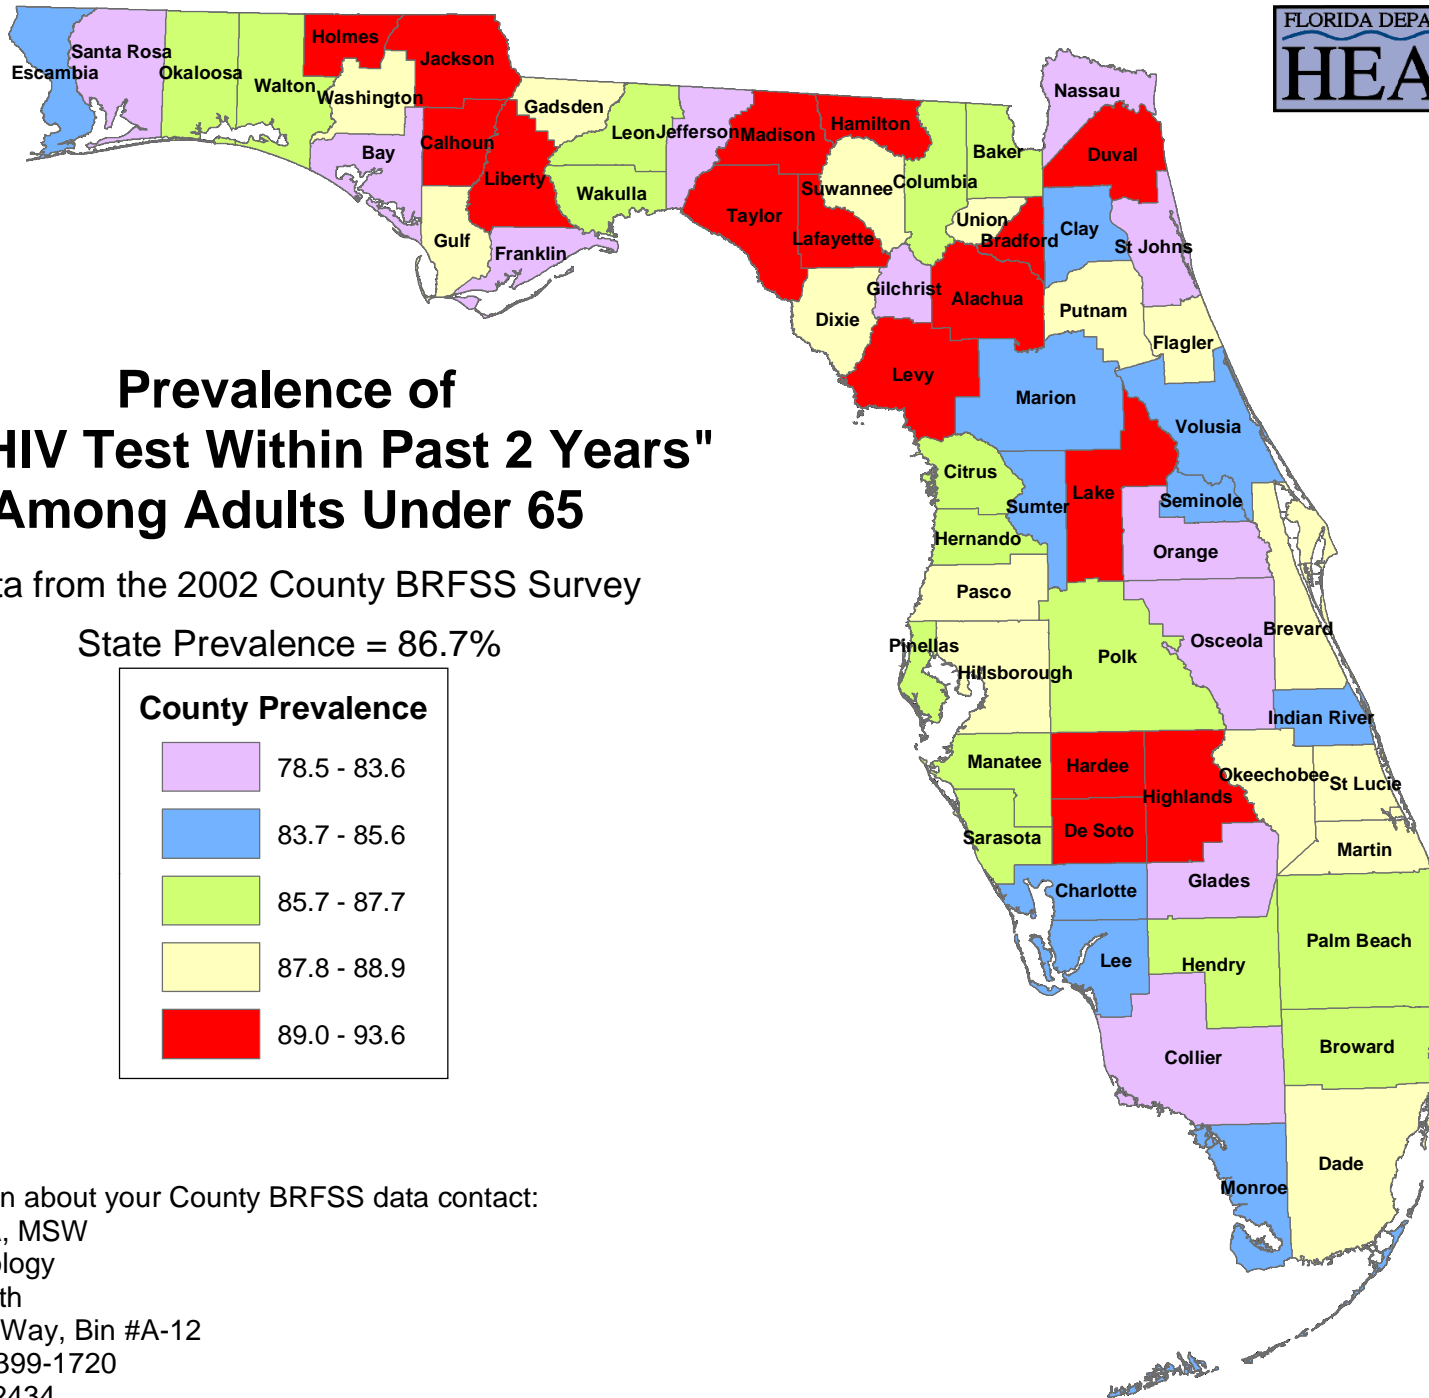 FLORIDA DEPA
HEA
Holmes
Jackson
Santa Rosa
Escambia
Okaloosa
Walton
Washington
Gadsden
Nassau
Leon
Jefferson
Madison
Hamilton
Calhoun
Bay
Liberty
Baker
Duval
Suwannee
Columbia
Wakulla
Taylor
Union
Lafayette
Bradford
Clay
St Johns
Gulf
Franklin
Gilchrist
Alachua
Dixie
Putnam
Flagler
Levy
Marion
Volusia
Prevalence of
HIV Test Within Past 2 Years"
Among Adults Under 65
ta from the 2002 County BRFSS Survey
State Prevalence = 86.7%
County Prevalence
78.5 - 83.6
83.7 - 85.6
85.7 - 87.7
87.8 - 88.9
89.0 - 93.6
Citrus
Lake
Seminole
Sumter
Hernando
Orange
Pasco
Brevard
Osceola
Pinellas
Polk
Hillsborough
Indian River
Manatee
Hardee
Okeechobee
St Lucie
Highlands
De Soto
Sarasota
Martin
Glades
Charlotte
Palm Beach
Lee
Hendry
Broward
Collier
Dade
Monroe
n about your County BRFSS data contact:
, MSW
ology
th
Way, Bin #A-12
399-1720
2434